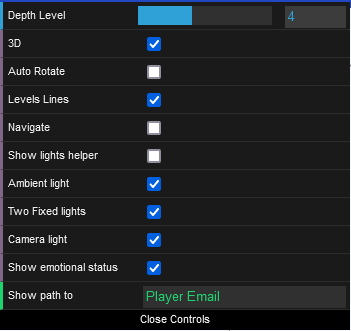 Depth Level 4
3D
Auto Rotate
Levels Lines
Navigate
Show lights helper
Ambient light
Two Fixed lights
Camera light
Show emotional status
Show path to Player Email
Close Controls